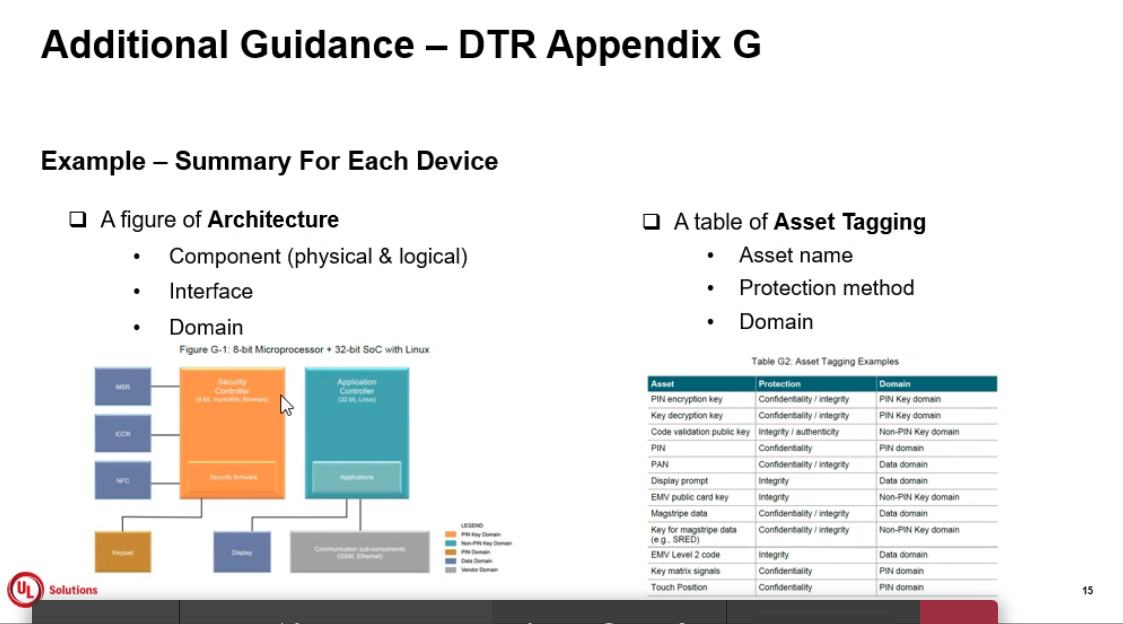 Additional Guidance – DTR Appendix G
Example – Summary For Each Device
A figure of Architecture
• Component (physical & logical)
• Interface
• Domain
Figure G-1: 8-bit Microprocessor + 32-bit SoC with Linux
MSR
ICCR
NFC
Security
Controller
(8 bit, monolithic firmware)
Security firmware
Application
Controller
(32 bit, Linux)
Applications
Keypad
Display
Communication sub-components
(GSM, Ethernet)
LEGEND
PIN Key Domain
Non-PIN Key Domain
PIN Domain
Data Domain
Vendor Domain
A table of Asset Tagging
• Asset name
• Protection method
• Domain
Table G2: Asset Tagging Examples
Asset Protection Domain
PIN encryption key Confidentiality / integrity PIN Key domain
Key decryption key Confidentiality / integrity PIN Key domain
Code validation public key Integrity / authenticity Non-PIN Key domain
PIN Confidentiality PIN domain
PAN Confidentiality / integrity Data domain
Display prompt Integrity Data domain
EMV public card key Integrity Non-PIN Key domain
Magstripe data Confidentiality / integrity Data domain
Key for magstripe data Confidentiality / integrity Non-PIN Key domain
(e.g., SRED)
EMV Level 2 code Integrity Data domain
Key matrix signals Confidentiality PIN domain
Touch Position Confidentiality PIN domain
UL Solutions
15